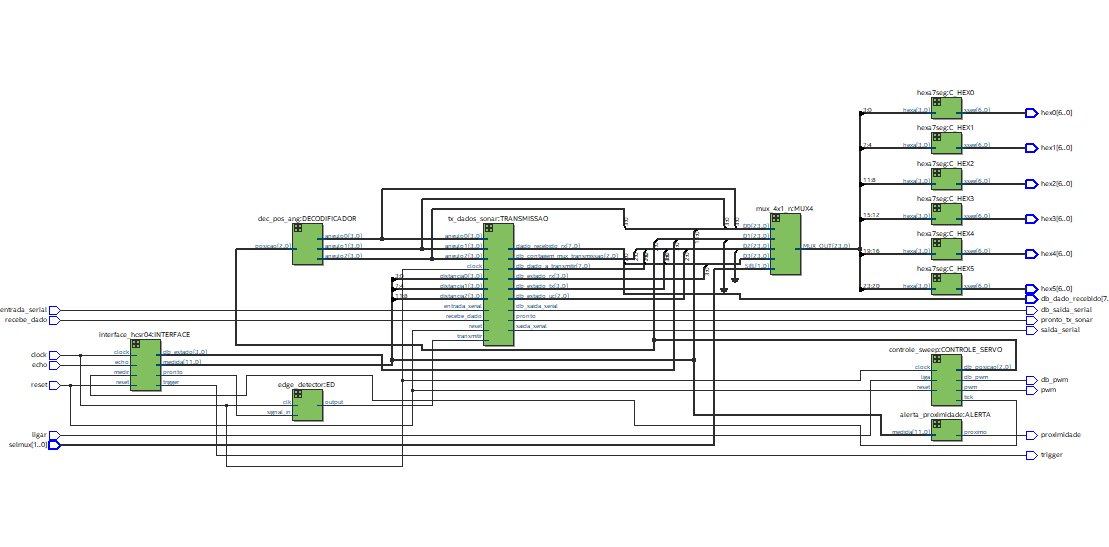 hexa7seg:C_HEX0
3:0
hexa[3..0]
sseg[6..0]
hex0[6..0]
hexa7seg:C_HEX1
7:4
hexa[3..0]
sseg[6..0]
hex1[6..0]
hexa7seg:C_HEX2
11:8
hexa[3..0]
sseg[6..0]
hex2[6..0]
hexa7seg:C_HEX3
15:12
hexa[3..0]
sseg[6..0]
hex3[6..0]
hexa7seg:C_HEX4
19:16
hexa[3..0]
sseg[6..0]
hex4[6..0]
hexa7seg:C_HEX5
23:20
hexa[3..0]
sseg[6..0]
hex5[6..0]
dec_pos_ang:DECODIFICADOR
posicao[2..0]
angulo0[3..0]
angulo1[3..0]
angulo2[3..0]
tx_dados_sonar:TRANSMISSAO
angulo0[3..0]
angulo1[3..0]
angulo2[3..0]
clock
distancia0[3..0]
distancia1[3..0]
distancia2[3..0]
entrada_serial
recebe_dado
reset
transmitir
3:0
7:4
11:8
dado_recebido_rx[7..0]
db_contagem_mux_transmissao[2..0]
db_dado_a_transmitir[7..0]
db_estado_rx[3..0]
db_estado_tx[3..0]
db_estado_uc[3..0]
db_saida_serial
pronto
saida_serial
mux_4x1_n:MUX4
D0[23..0]
D1[23..0]
D2[23..0]
D3[23..0]
SEL[1..0]
MUX_OUT[23..0]
db_dado_recebido[7.
db_saida_serial
pronto_tx_sonar
saida_serial
entrada_serial
recebe_dado
interface_hcsr04:INTERFACE
clock
echo
medir
reset
db_estado[3..0]
medida[11..0]
pronto
trigger
clock
echo
reset
ligar
selmux[1..0]
edge_detector:ED
clk
signal_in
output
controle_sweep:CONTROLE_SERVO
clock
liga
reset
db_posicao[2..0]
db_pwm
pwm
tick
db_pwm
pwm
alerta_proximidade:ALERTA
medida[11..0]
proximo
proximidade
trigger